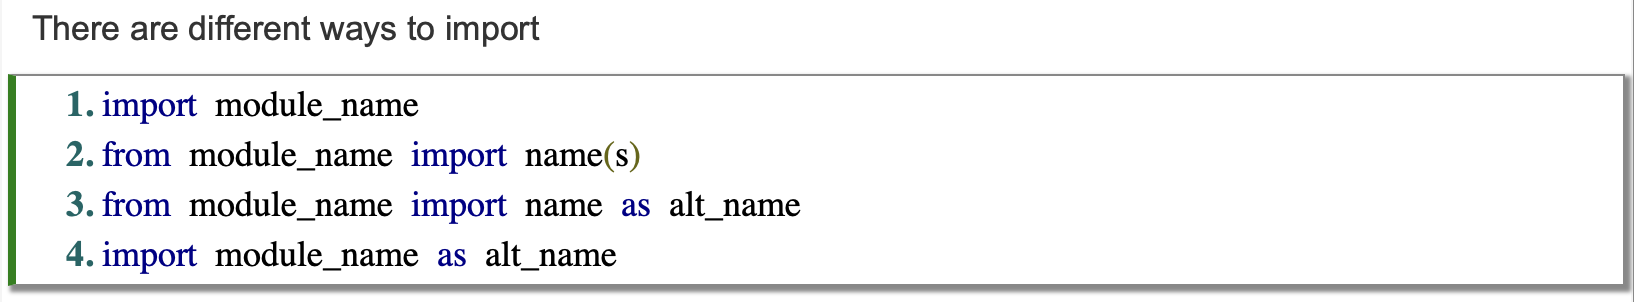 There are different ways to import
1. import module_name
2. from module_name import name(s)
3. from module_name import name as alt_name
4. import module_name as alt_name